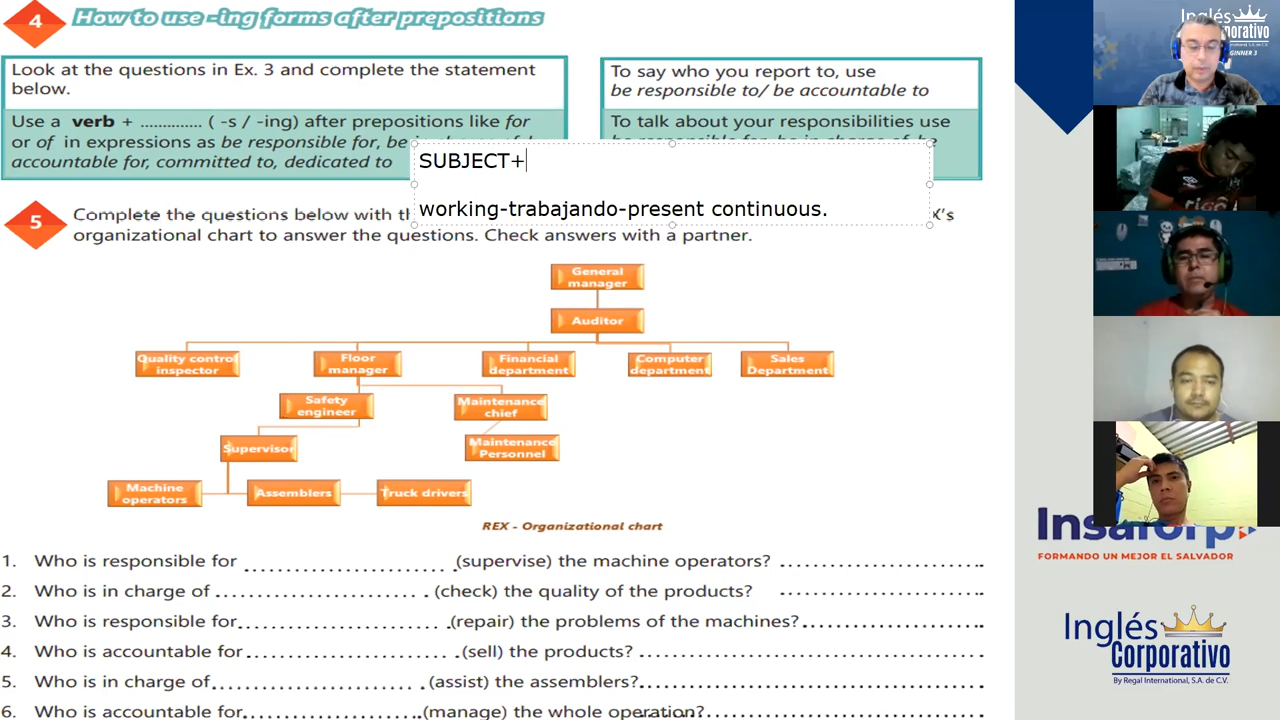 4
How to use -ing forms after prepositions
Look at the questions in Ex. 3 and complete the statement
below.
Use a verb + ............. ( -s / -ing) after prepositions like for
or of in expressions as be responsible for, be
accountable for, committed to, dedicated to
To say who you report to, use
be responsible to/ be accountable to
To talk about your responsibilities use
SUBJECT+
working-trabajando-present continuous.
5
Complete the questions below with th
X's
organizational chart to answer the questions. Check answers with a partner.
General
manager
Auditor
Quality control
inspector
Floor
manager
Financial
department
Computer
department
Sales
Department
Safety
engineer
Maintenance
chief
Supervisor
Maintenance
Personnel
Machine
operators
Assemblers
Truck drivers
REX - Organizational chart
1. Who is responsible for ............................ (supervise) the machine operators? ............................
2. Who is in charge of ............................ (check) the quality of the products? ............................
3. Who is responsible for............................ (repair) the problems of the machines?............................
4. Who is accountable for............................ (sell) the products? ............................
5. Who is in charge of............................ (assist) the assemblers?............................
6. Who is accountable for............................(manage) the whole operation?............................
Inglés
Corporativo
GINNER 3
Insaforp
FORMANDO UN MEJOR EL SALVADOR
Inglés
Corporativo
By Regal International, S.A. de C.V.